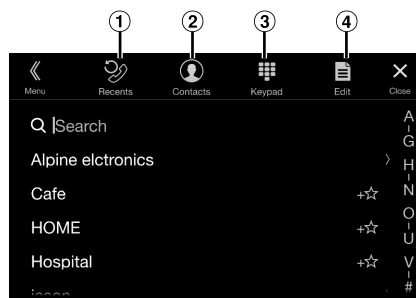 1 2 3 4
Menu Recents Contacts Keypad Edit Close
Search
Alpine elctronics
Cafe
HOME
Hospital
A
G
H
N
O
U
V
#